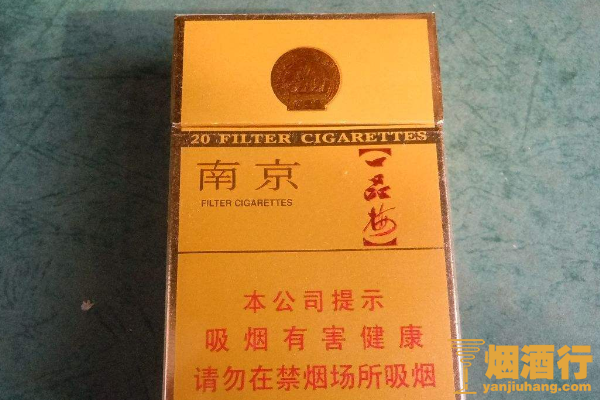 20 FILTER CIGARETTES
南京
FILTER CIGARETTES
【一品梅】
本公司提示
吸烟有害健康
请勿在禁烟场所吸烟
烟酒行
yanjiuhang.com